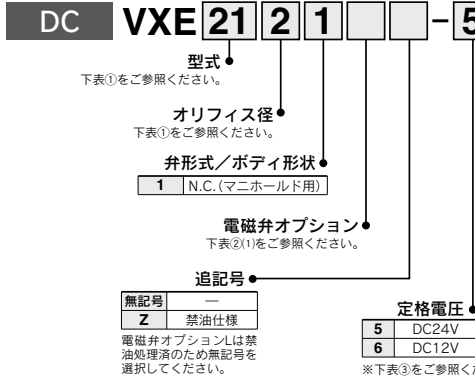 DC VXE 21 2 1 - 5
型式
下表①をご参照ください。
オリフィス径
下表①をご参照ください。
弁形式／ボディ形状
1 N.C.(マニホールド用)
電磁弁オプション
下表②(1)をご参照ください。
追記号
無記号 —
Z 禁油仕様
電磁弁オプションLは禁
油処理済のため無記号を
選択してください。
定格電圧
5 DC24V
6 DC12V
※下表③をご参照くだ